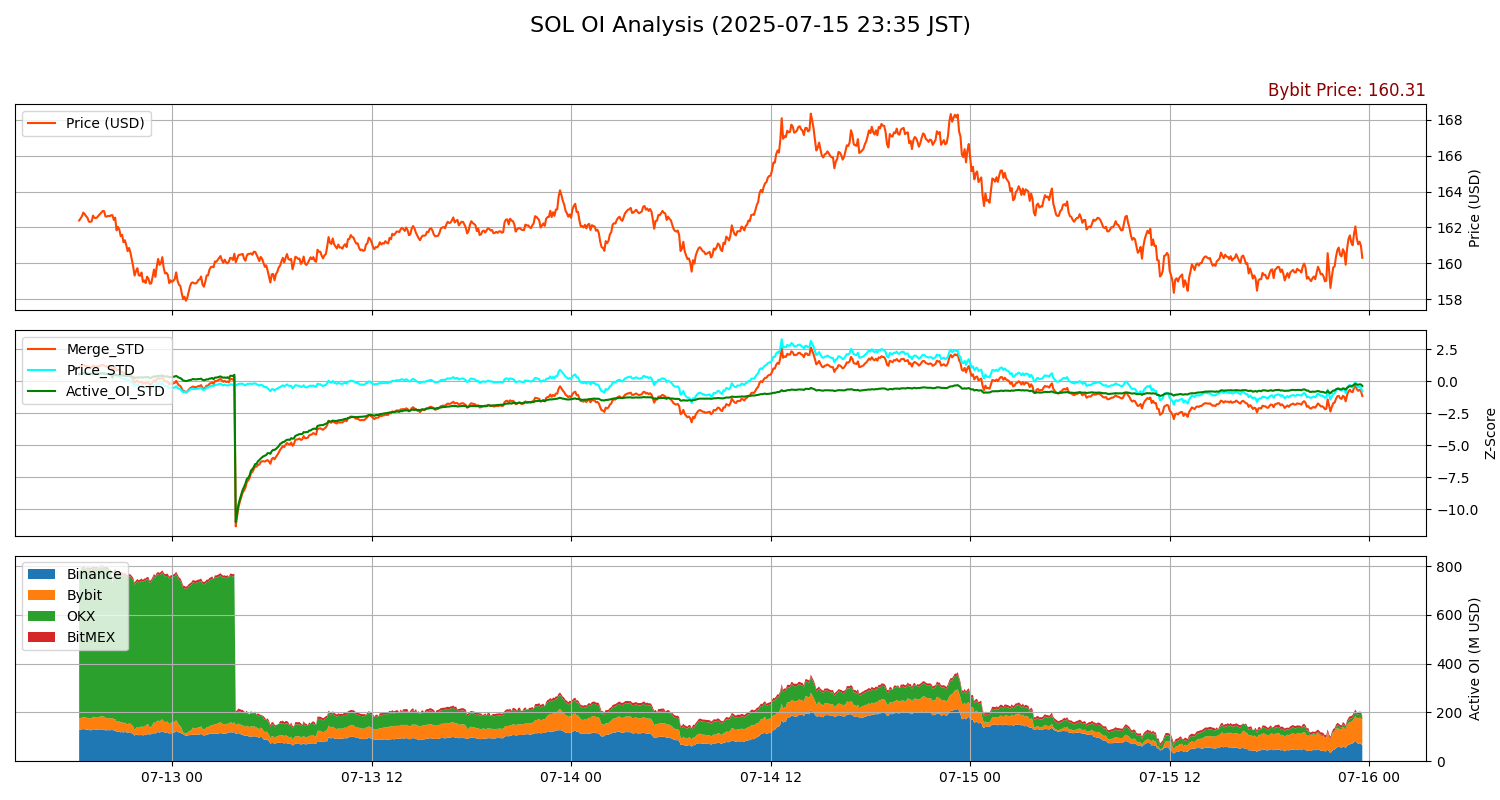 SOL OI Analysis (2025-07-15 23:35 JST)
Bybit Price: 160.31
Price (USD)
168
166
164
162
160
158
Price (USD)
Merge_STD
Price_STD
Active_OI_STD
2.5
0.0
−2.5
−5.0
−7.5
−10.0
Z-Score
Binance
Bybit
OKX
BitMEX
800
600
400
200
0
Active OI (M USD)
07-13 00
07-13 12
07-14 00
07-14 12
07-15 00
07-15 12
07-16 00